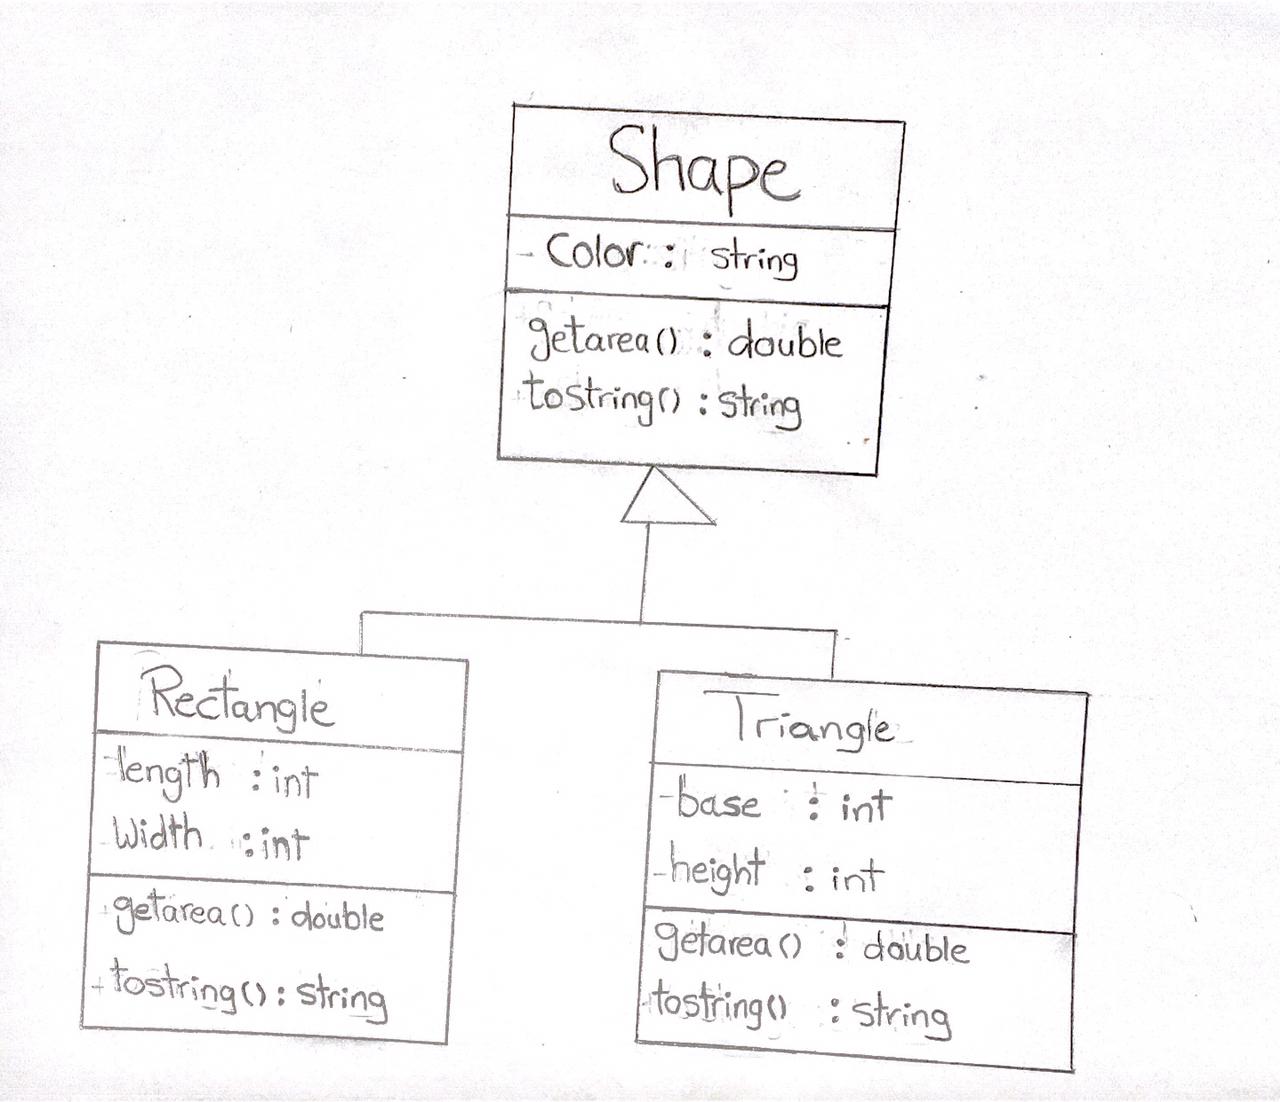 Shape
- Color : string
getarea() : double
tostring() : string
Rectangle
-length : int
Width : int
getarea() : double
+ tostring() : string
Triangle
-base : int
-height : int
getarea() : double
tostring() : string